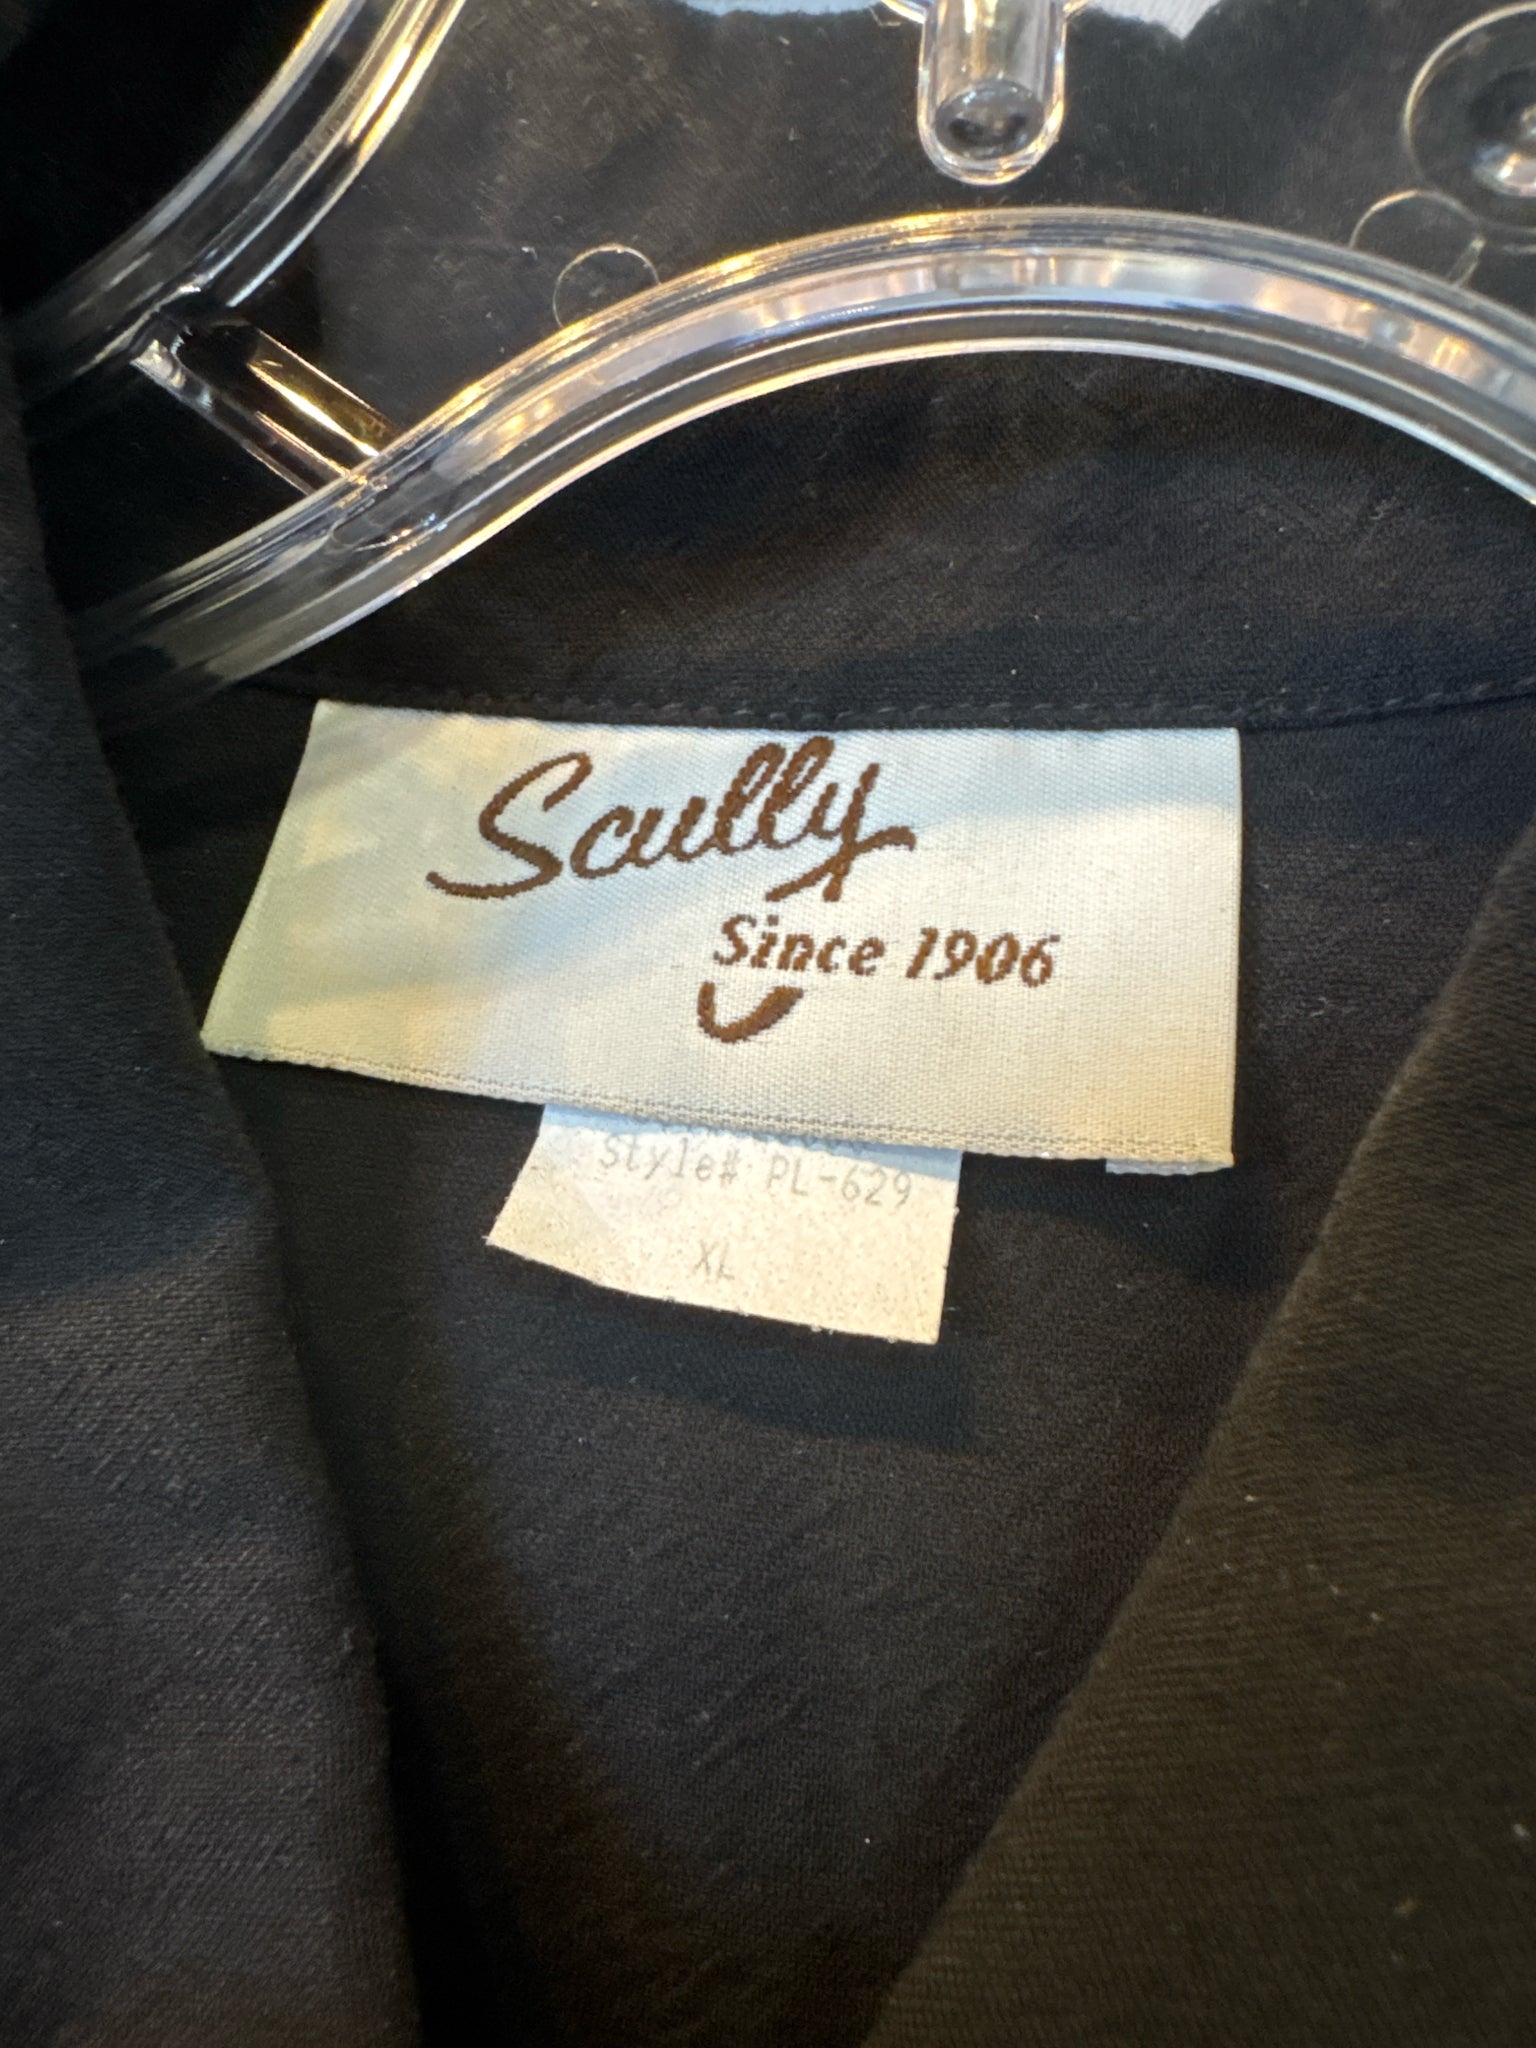 Scully
Since 1906
Style# PL-629
XL